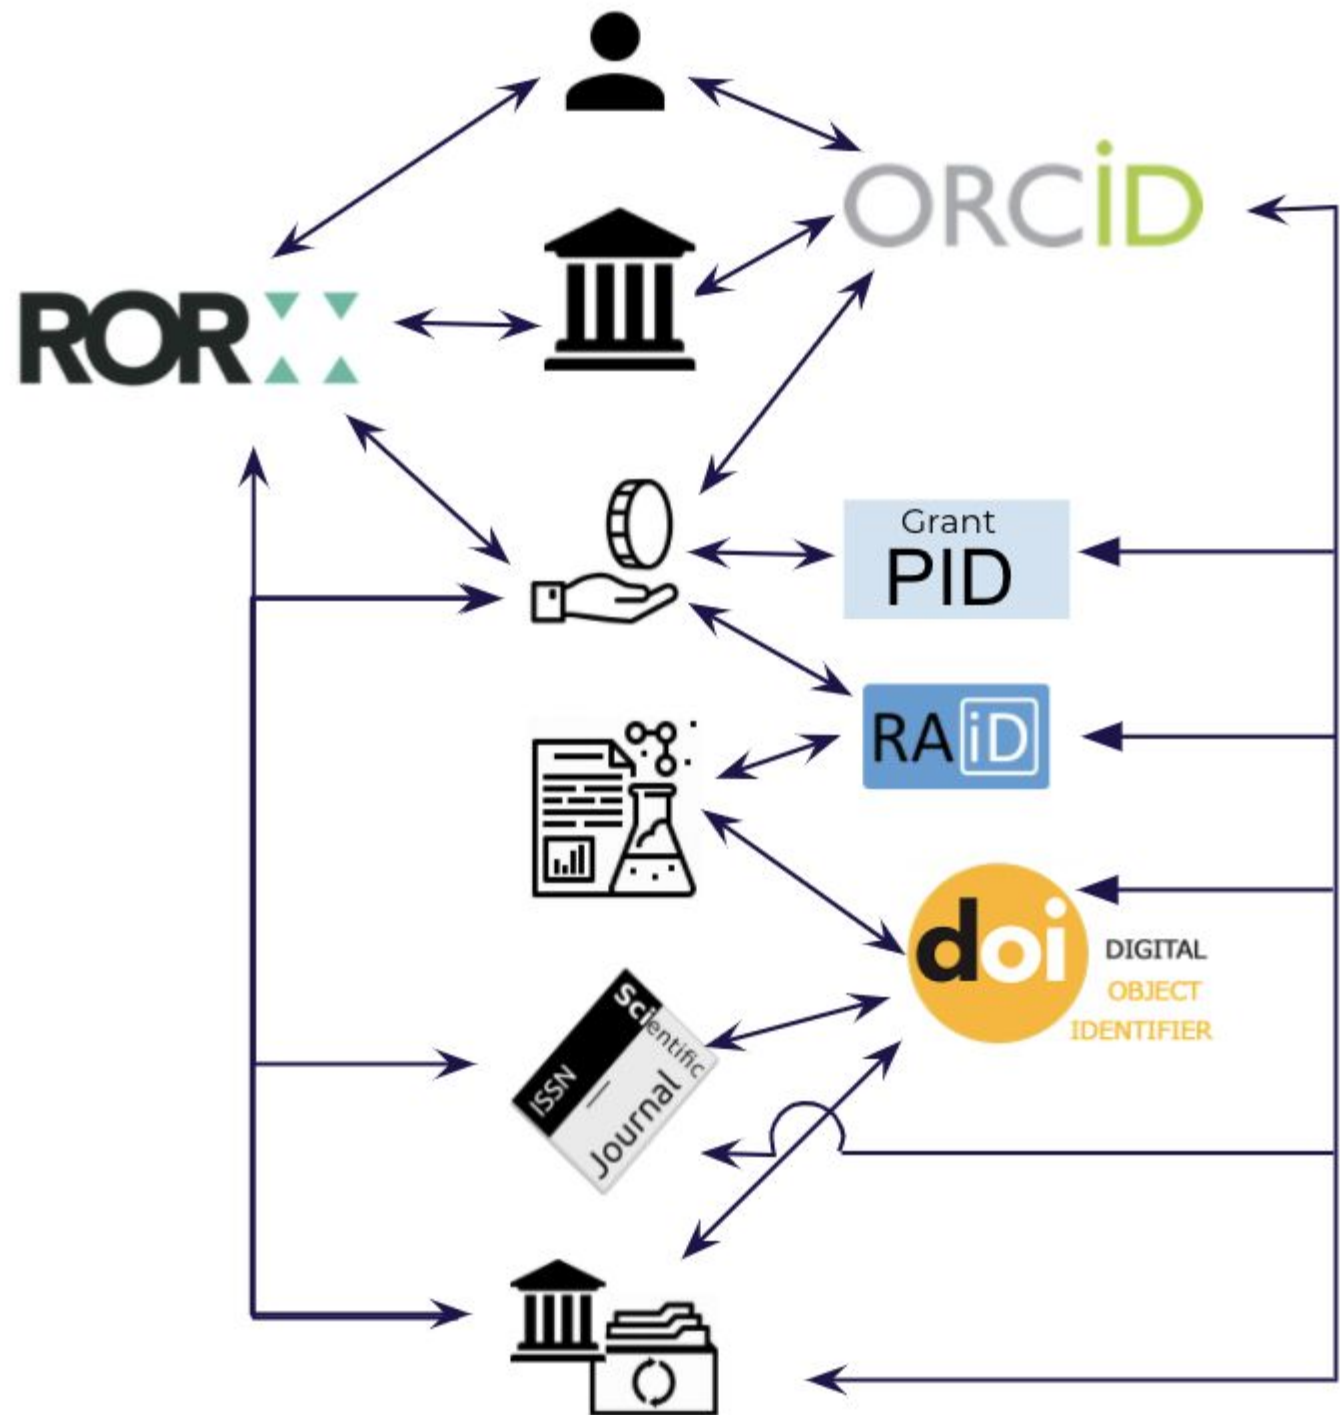 ORCiD
ROR
Grant
PID
RAiD
doi
DIGITAL
OBJECT
IDENTIFIER
Scientific
Journal
ISSN